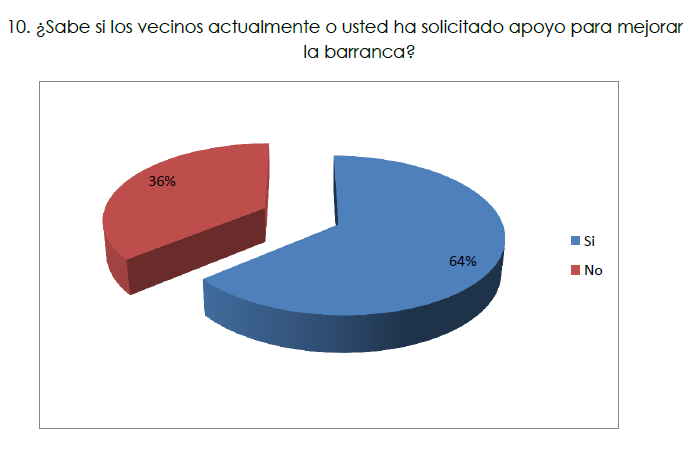 10. ¿Sabe si los vecinos actualmente o usted ha solicitado apoyo para mejorar
la barranca?
36%
64%
Si
No